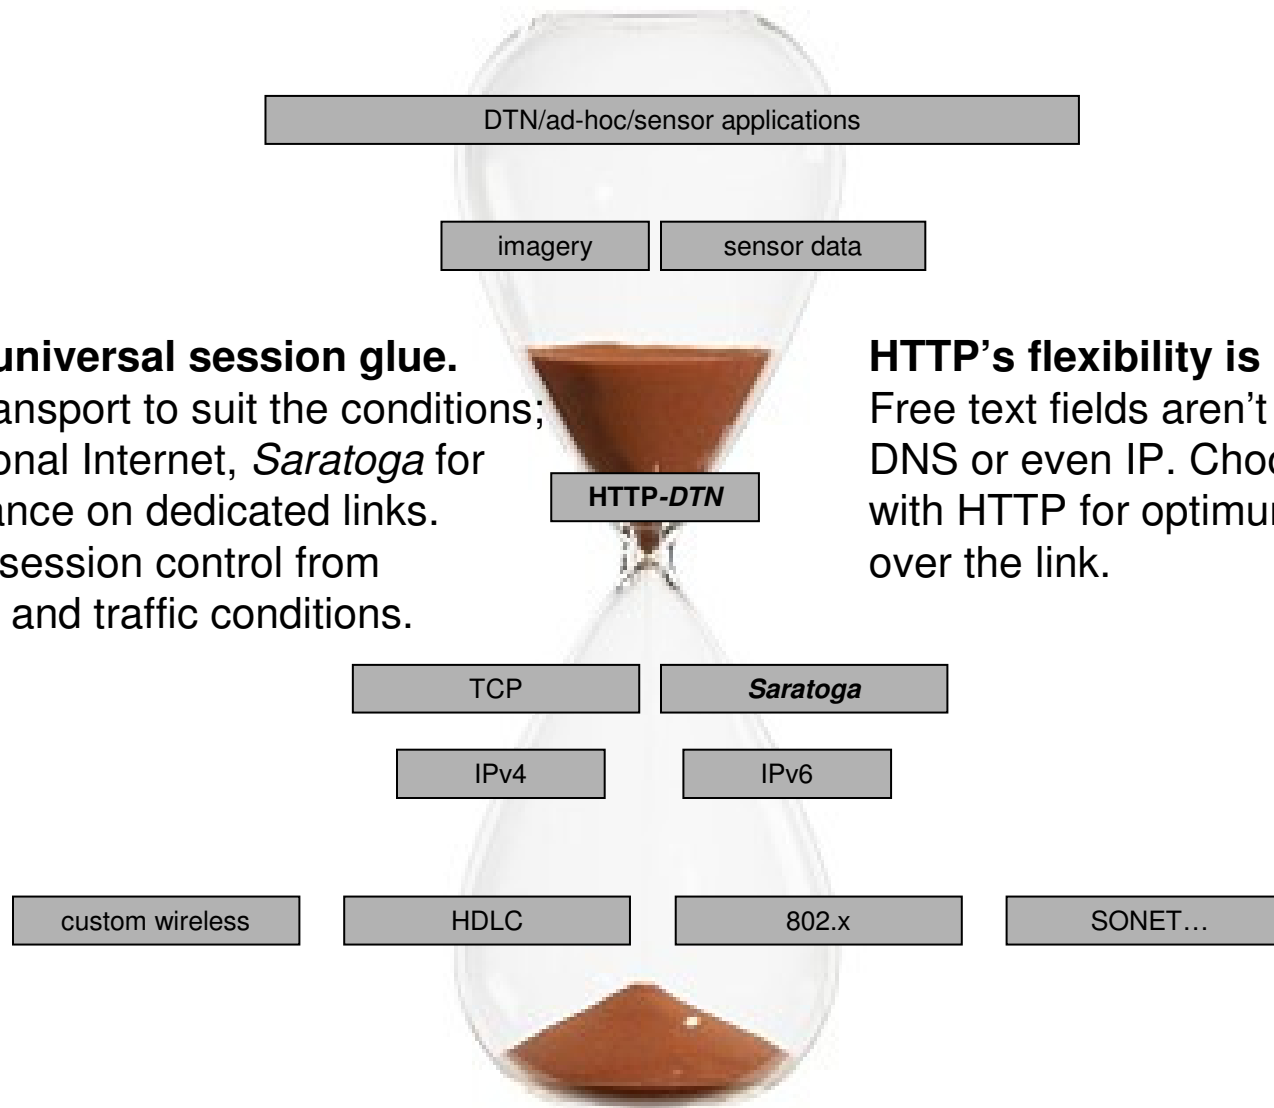 DTN/ad-hoc/sensor applications
imagery
sensor data
universal session glue.
ansport to suit the conditions;
onal Internet, Saratoga for
ance on dedicated links.
session control from
and traffic conditions.
HTTP's flexibility is
Free text fields aren't
DNS or even IP. Choo
with HTTP for optimu
over the link.
HTTP-DTN
TCP
Saratoga
IPv4
IPv6
custom wireless
HDLC
802.x
SONET…